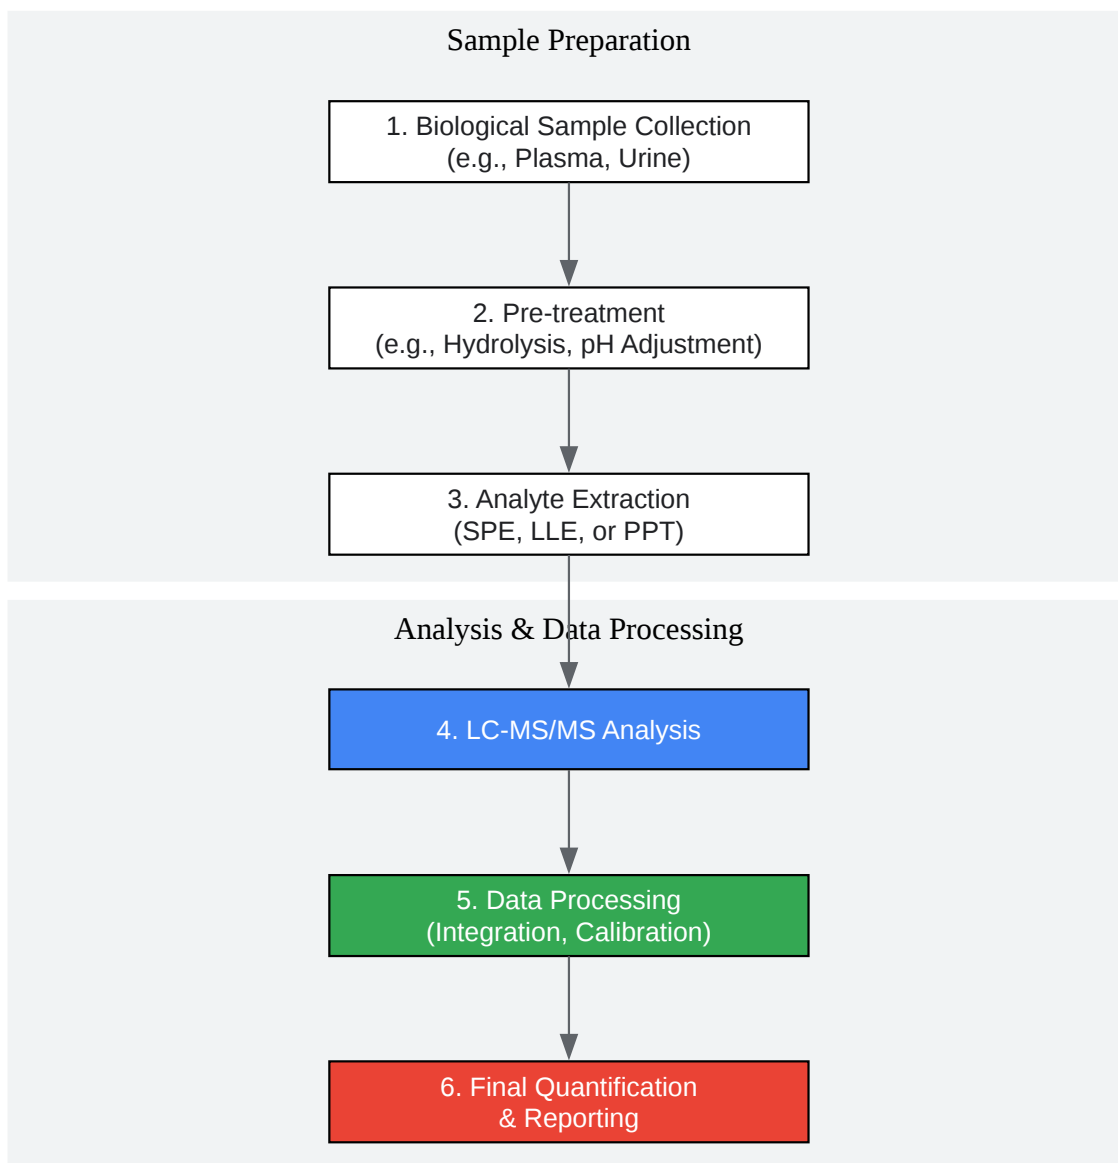 Sample Preparation
1. Biological Sample Collection
(e.g., Plasma, Urine)
2. Pre-treatment
(e.g., Hydrolysis, pH Adjustment)
3. Analyte Extraction
(SPE, LLE, or PPT)
Analysis & Data Processing
4. LC-MS/MS Analysis
5. Data Processing
(Integration, Calibration)
6. Final Quantification
& Reporting